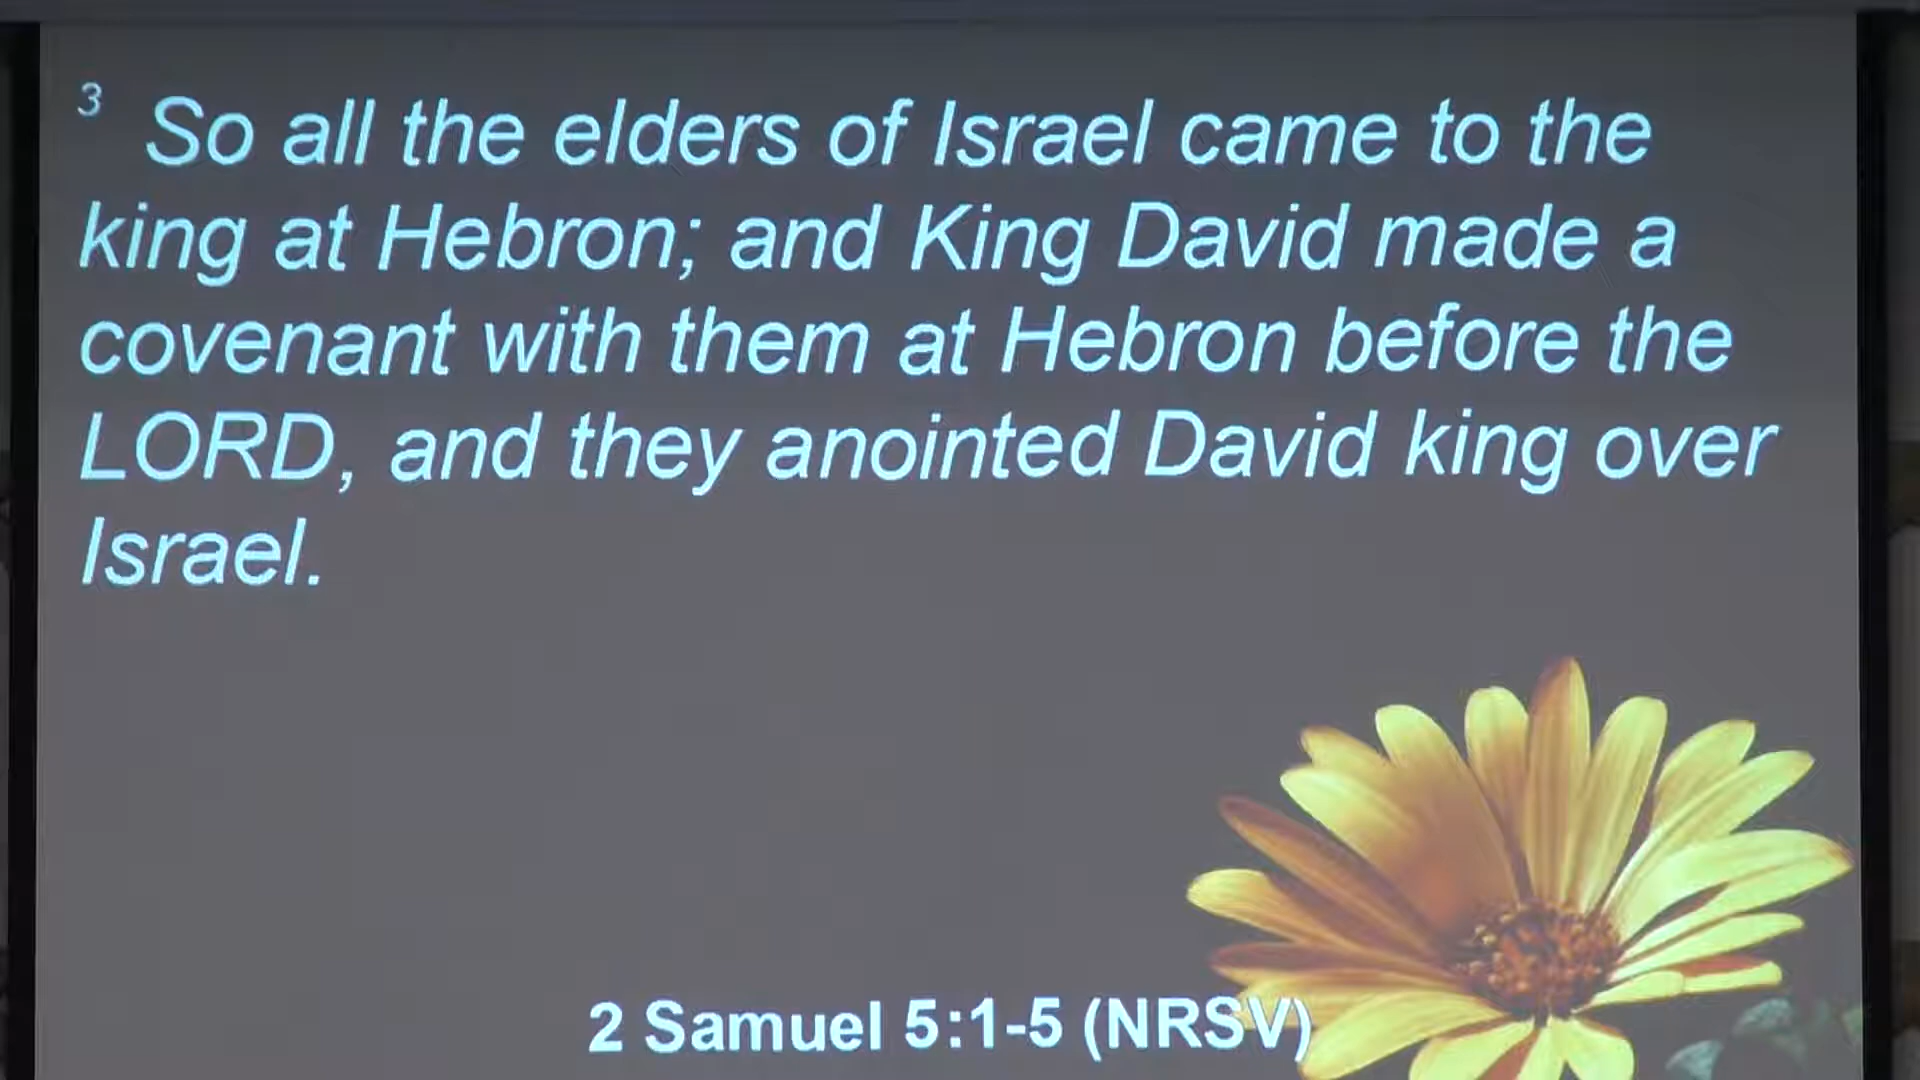 3 So all the elders of Israel came to the
king at Hebron; and King David made a
covenant with them at Hebron before the
LORD, and they anointed David king over
Israel.
2 Samuel 5:1-5 (NRSV)